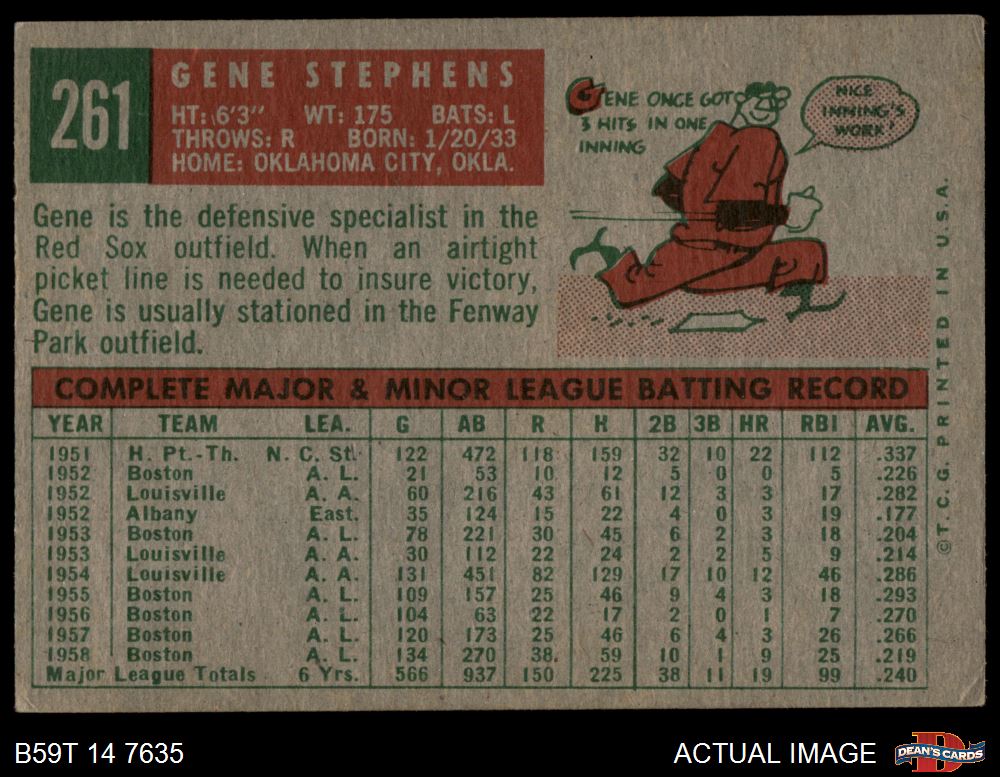 261
GENE STEPHENS
HT: 6'3" WT: 175 BATS: L
THROWS: R BORN: 1/20/33
HOME: OKLAHOMA CITY, OKLA.
GENE ONCE GOT
3 HITS IN ONE
INNING
NICE
INNING'S
WORK!
Gene is the defensive specialist in the
Red Sox outfield. When an airtight
picket line is needed to insure victory,
Gene is usually stationed in the Fenway
Park outfield.
COMPLETE MAJOR & MINOR LEAGUE BATTING RECORD
YEAR TEAM LEA. G AB R H 2B 3B HR RBI AVG.
1951 H. Pt.-Th. N. C. St. 122 472 118 159 32 10 22 112 .337
1952 Boston A. L. 21 53 10 12 5 0 0 5 .226
1952 Louisville A. A. 60 216 43 61 12 3 3 17 .282
1952 Albany East. 35 124 15 22 4 0 3 19 .177
1953 Boston A. L. 78 221 30 45 6 2 3 18 .204
1953 Louisville A. A. 30 112 22 24 2 2 5 9 .214
1954 Louisville A. A. 131 451 82 129 17 10 12 46 .286
1955 Boston A. L. 109 157 25 46 9 4 3 18 .293
1956 Boston A. L. 104 63 22 17 2 0 1 7 .270
1957 Boston A. L. 120 173 25 46 6 4 3 26 .266
1958 Boston A. L. 134 270 38 59 10 1 9 25 .219
Major League Totals 6 Yrs. 566 937 150 225 38 11 19 99 .240
©T.C.G. PRINTED IN U.S.A.
B59T 14 7635
ACTUAL IMAGE
DEAN'S CARDS